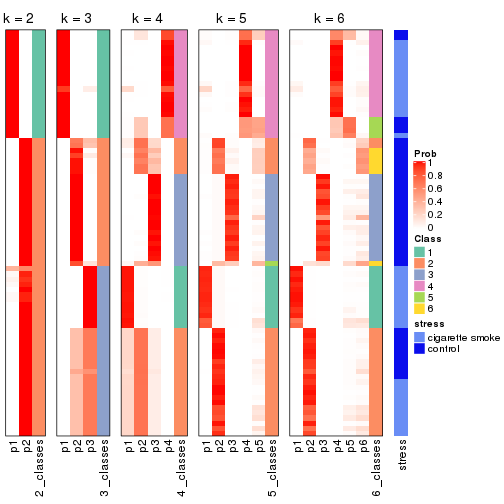 k = 2 k = 3 k = 4 k = 5 k = 6
Prob
1
0.8
0.6
0.4
0.2
0
Class
1
2
3
4
5
6
stress
cigarette smoke
control
p1 p2 2_classes p1 p2 p3 3_classes p1 p2 p3 p4 4_classes p1 p2 p3 p4 p5 5_classes p1 p2 p3 p4 p5 p6 6_classes stress